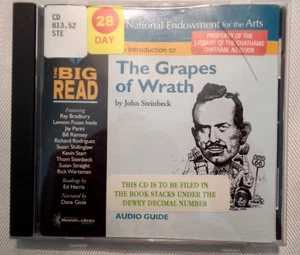 CD
813.52
STE
28
DAY
National Endowment for the Arts
PROPERTY OF THE
LIBRARY OF THE CHATHAMS
CHATHAM, NJ 07928
an Introduction to
THE BIG
READ
The Grapes
of Wrath
by John Steinbeck
Featuring
Ray Bradbury
Lawson Fusao Inada
Jay Parini
Bill Ramsey
Richard Rodriguez
Susan Shillinglaw
Kevin Starr
Thom Steinbeck
Susan Straight
Rick Wartzman
Readings by
Ed Harris
Narrated by
Dana Gioia
THIS CD IS TO BE FILED IN
THE BOOK STACKS UNDER THE
DEWEY DECIMAL NUMBER
AUDIO GUIDE